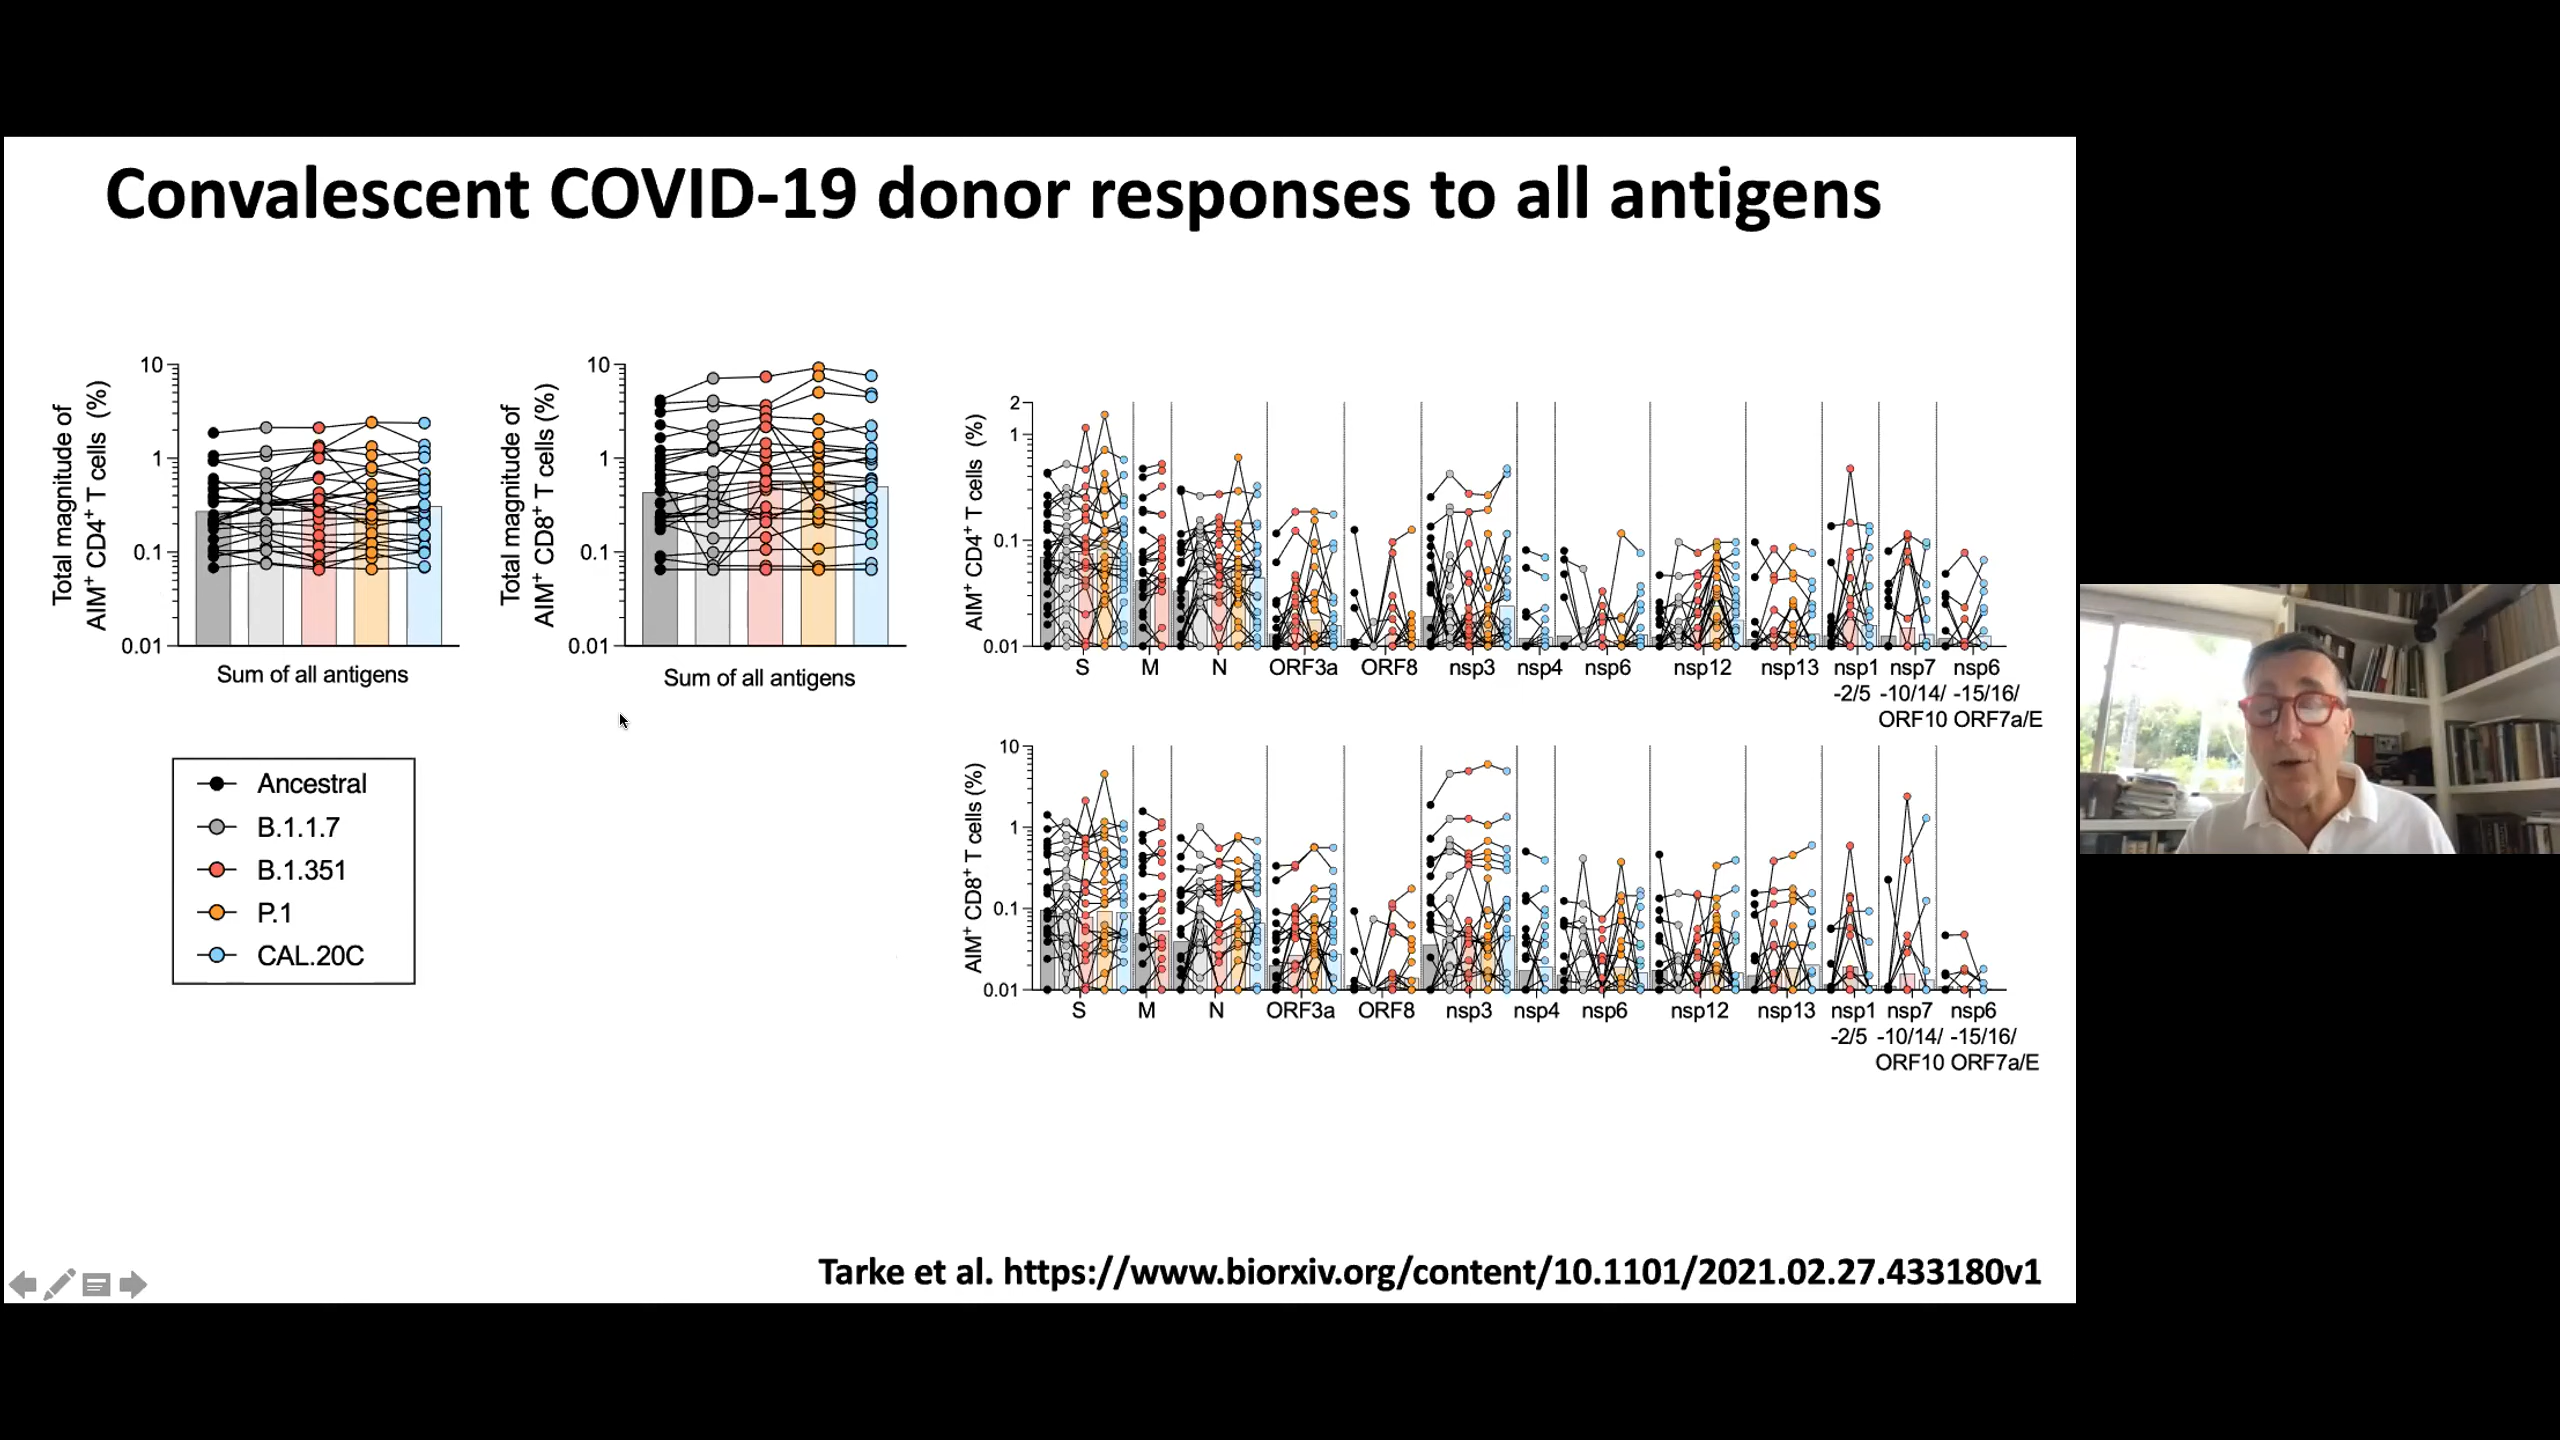 Convalescent COVID-19 donor responses to all antigens
Total magnitude of
AIM+ CD4+ T cells (%)
10
1
0.1
0.01
Sum of all antigens
Total magnitude of
AIM+ CD8+ T cells (%)
10
1
0.1
0.01
Sum of all antigens
Ancestral
B.1.1.7
B.1.351
P.1
CAL.20C
AIM+ CD4+ T cells (%)
2
1
0.1
0.01
S M N ORF3a ORF8 nsp3 nsp4 nsp6 nsp12 nsp13 nsp1 nsp7 nsp6
-2/5 -10/14/ -15/16/
ORF10 ORF7a/E
AIM+ CD8+ T cells (%)
10
1
0.1
0.01
S M N ORF3a ORF8 nsp3 nsp4 nsp6 nsp12 nsp13 nsp1 nsp7 nsp6
-2/5 -10/14/ -15/16/
ORF10 ORF7a/E
Tarke et al. https://www.biorxiv.org/content/10.1101/2021.02.27.433180v1